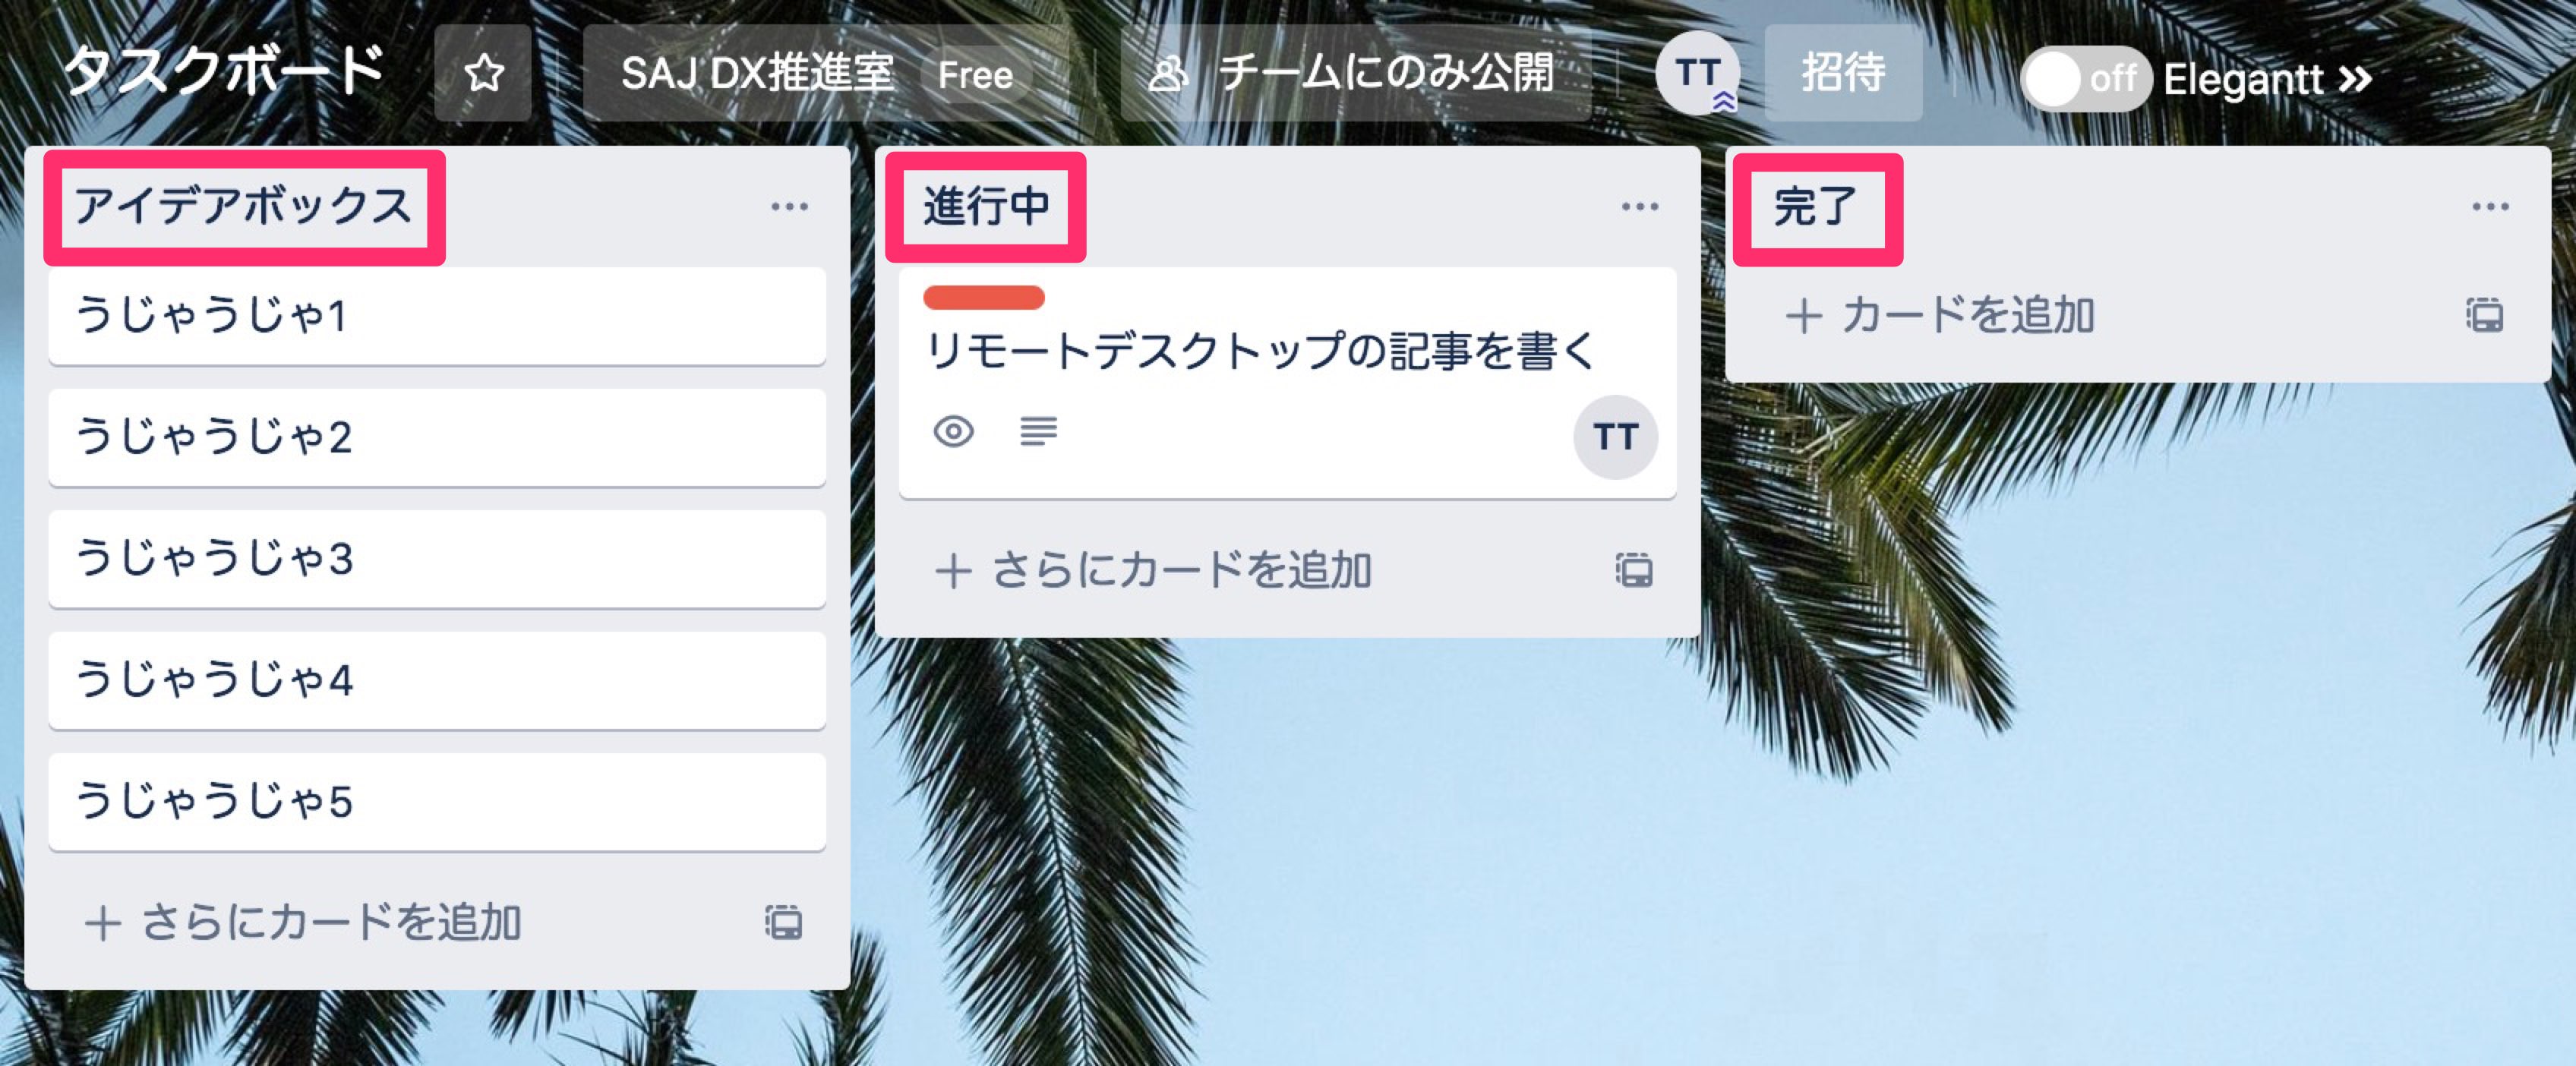 タスクボード
SAJ DX推進室 Free
チームにのみ公開
TT
招待
off Elegantt »
アイデアボックス
うじゃうじゃ1
うじゃうじゃ2
うじゃうじゃ3
うじゃうじゃ4
うじゃうじゃ5
+ さらにカードを追加
進行中
リモートデスクトップの記事を書く
TT
+ さらにカードを追加
完了
+ カードを追加